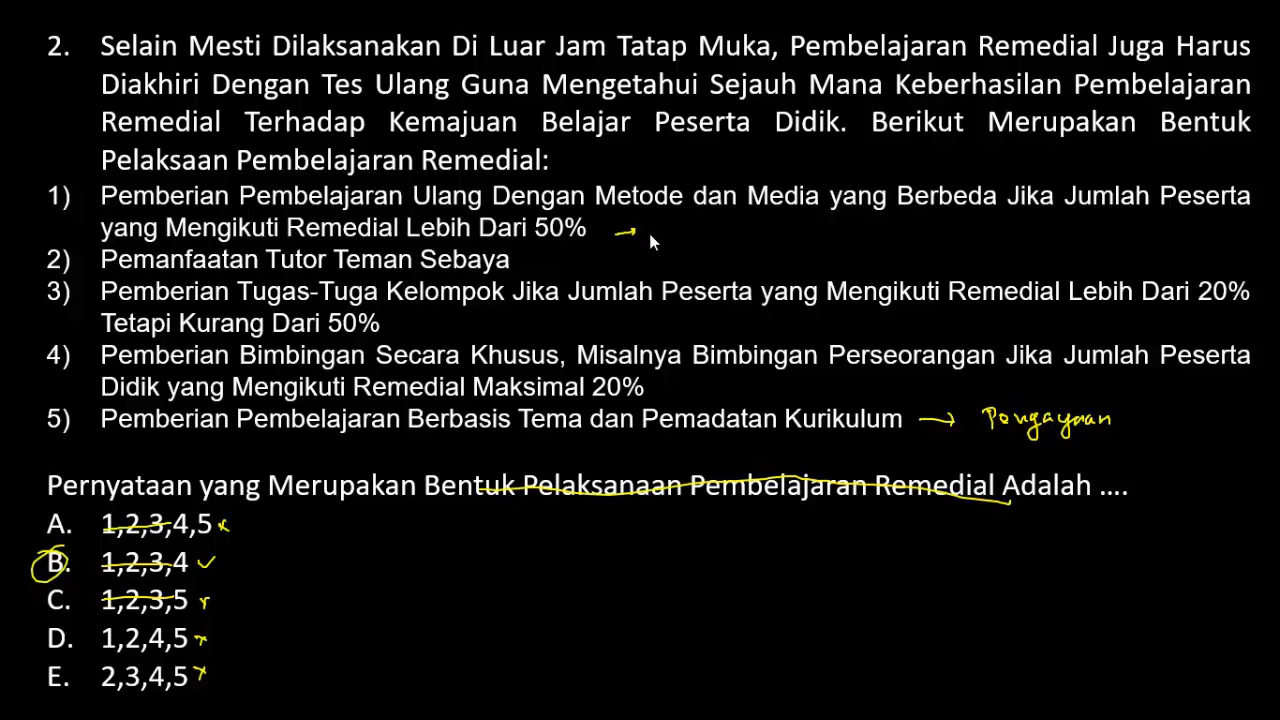 2. Selain Mesti Dilaksanakan Di Luar Jam Tatap Muka, Pembelajaran Remedial Juga Harus
Diakhiri Dengan Tes Ulang Guna Mengetahui Sejauh Mana Keberhasilan Pembelajaran
Remedial Terhadap Kemajuan Belajar Peserta Didik. Berikut Merupakan Bentuk
Pelaksaan Pembelajaran Remedial:
1) Pemberian Pembelajaran Ulang Dengan Metode dan Media yang Berbeda Jika Jumlah Peserta
yang Mengikuti Remedial Lebih Dari 50% →
2) Pemanfaatan Tutor Teman Sebaya
3) Pemberian Tugas-Tuga Kelompok Jika Jumlah Peserta yang Mengikuti Remedial Lebih Dari 20%
Tetapi Kurang Dari 50%
4) Pemberian Bimbingan Secara Khusus, Misalnya Bimbingan Perseorangan Jika Jumlah Peserta
Didik yang Mengikuti Remedial Maksimal 20%
5) Pemberian Pembelajaran Berbasis Tema dan Pemadatan Kurikulum → Pengayaan
Pernyataan yang Merupakan Bentuk Pelaksanaan Pembelajaran Remedial Adalah ....
A. 1,2,3,4,5 x
B. 1,2,3,4 ✓
C. 1,2,3,5 x
D. 1,2,4,5 x
E. 2,3,4,5 x